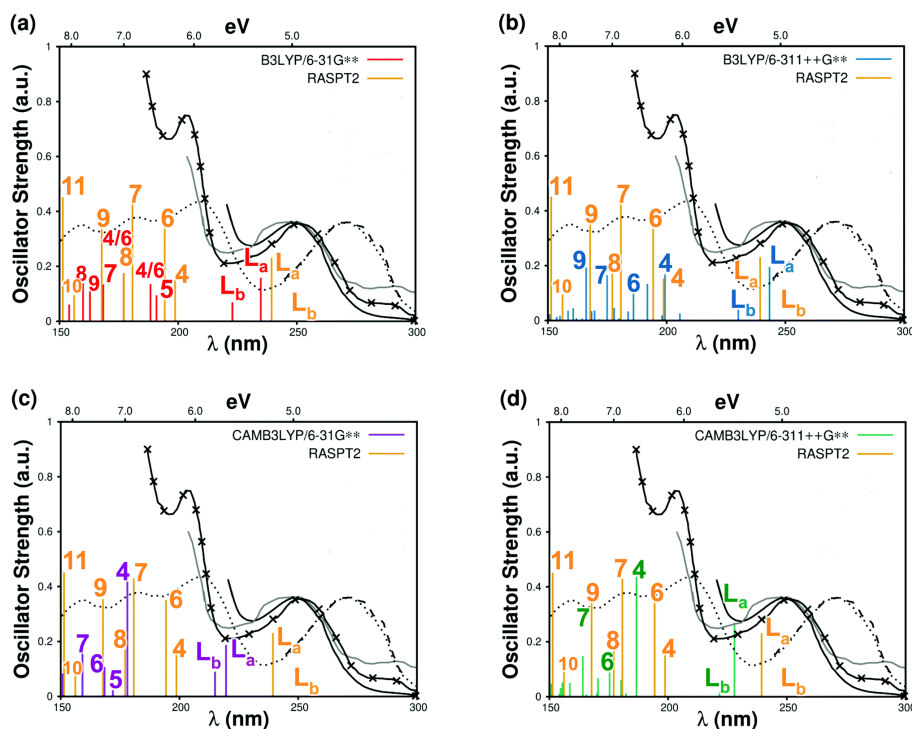 (a)
eV
8.0 7.0 6.0 5.0
Oscillator Strength (a.u.)
1
0.8
0.6
0.4
0.2
0
B3LYP/6-31G**
RASPT2
11
10
9
4/6
8
7
6
4
8
9
7
4/6
5
Lb
La
La
Lb
150 200 250 300
λ (nm)
(b)
eV
8.0 7.0 6.0 5.0
Oscillator Strength (a.u.)
1
0.8
0.6
0.4
0.2
0
B3LYP/6-311++G**
RASPT2
11
10
9
7
8
6
4
9
7
6
4
La
La
Lb
Lb
150 200 250 300
λ (nm)
(c)
eV
8.0 7.0 6.0 5.0
Oscillator Strength (a.u.)
1
0.8
0.6
0.4
0.2
0
CAMB3LYP/6-31G**
RASPT2
11
10
9
8
7
6
4
4
7
6
5
Lb
La
La
Lb
150 200 250 300
λ (nm)
(d)
eV
8.0 7.0 6.0 5.0
Oscillator Strength (a.u.)
1
0.8
0.6
0.4
0.2
0
CAMB3LYP/6-311++G**
RASPT2
11
10
9
8
7
6
4
4
7
6
La
Lb
La
Lb
150 200 250 300
λ (nm)